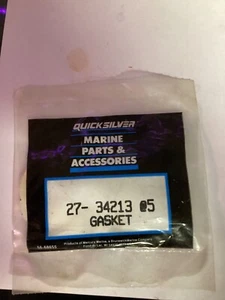 QUICKSILVER
MARINE
PARTS &
ACCESSORIES
27- 34213 @5
GASKET